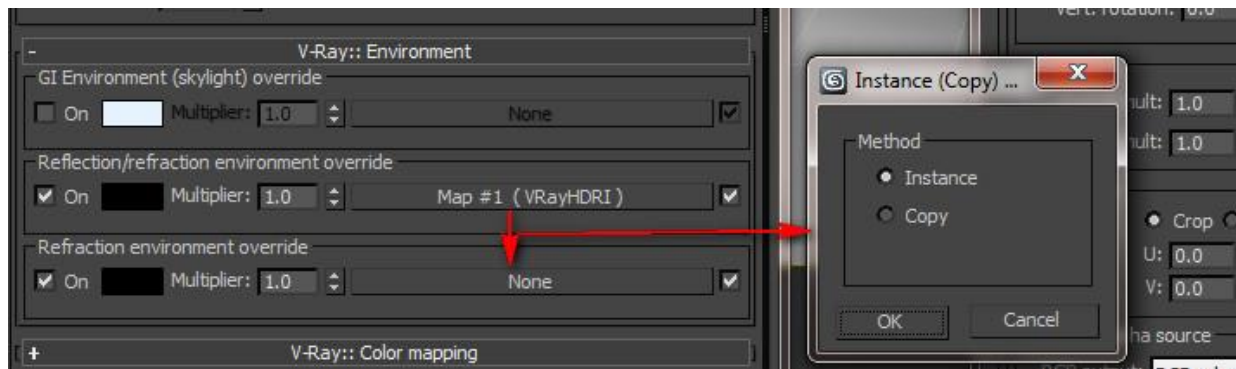 Vert. rotation: 0.0
- V-Ray:: Environment
GI Environment (skylight) override
On Multiplier: 1.0 None
Reflection/refraction environment override
On Multiplier: 1.0 Map #1 ( VRayHDRI )
Refraction environment override
On Multiplier: 1.0 None
+ V-Ray:: Color mapping
Instance (Copy) ...
X
Method
Instance
Copy
OK Cancel
mult: 1.0
mult: 1.0
Crop
U: 0.0
V: 0.0
ha source